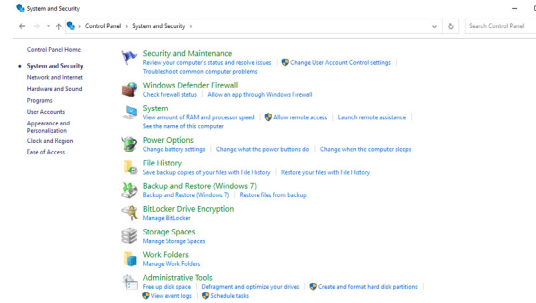 System and Security
Control Panel > System and Security >
Search Control Panel
Control Panel Home
System and Security
Network and Internet
Hardware and Sound
Programs
User Accounts
Appearance and
Personalization
Clock and Region
Ease of Access
Security and Maintenance
Review your computer's status and resolve issues | Change User Account Control settings |
Troubleshoot common computer problems
Windows Defender Firewall
Check firewall status | Allow an app through Windows Firewall
System
View amount of RAM and processor speed | Allow remote access | Launch remote assistance |
See the name of this computer
Power Options
Change battery settings | Change what the power buttons do | Change when the computer sleeps
File History
Save backup copies of your files with File History | Restore your files with File History
Backup and Restore (Windows 7)
Backup and Restore (Windows 7) | Restore files from backup
BitLocker Drive Encryption
Manage BitLocker
Storage Spaces
Manage Storage Spaces
Work Folders
Manage Work Folders
Administrative Tools
Free up disk space | Defragment and optimize your drives | Create and format hard disk partitions |
View event logs | Schedule tasks